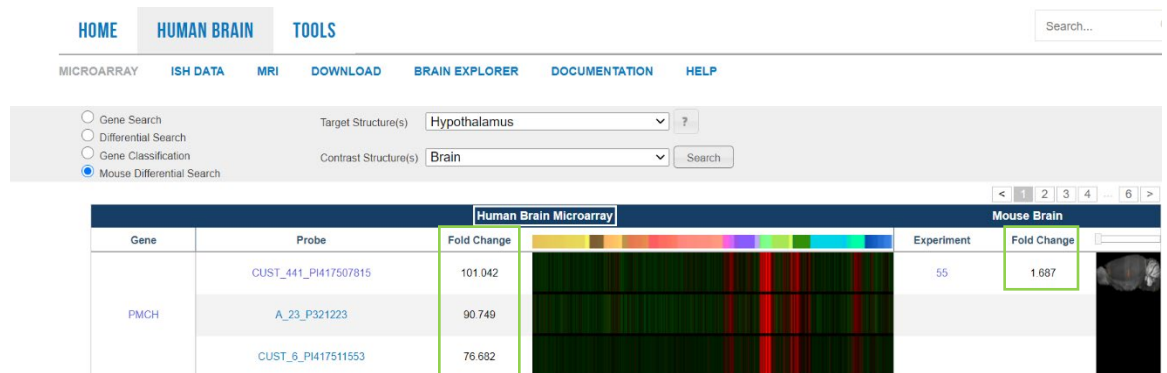 HOME HUMAN BRAIN TOOLS Search...
MICROARRAY ISH DATA MRI DOWNLOAD BRAIN EXPLORER DOCUMENTATION HELP
Gene Search
Differential Search
Gene Classification
Mouse Differential Search
Target Structure(s) Hypothalamus ?
Contrast Structure(s) Brain Search
< 1 2 3 4 ... 6 >
Human Brain Microarray Mouse Brain
Gene Probe Fold Change Experiment Fold Change
CUST_441_PI417507815 101.042 55 1.687
PMCH A_23_P321223 90.749
CUST_6_PI417511553 76.682